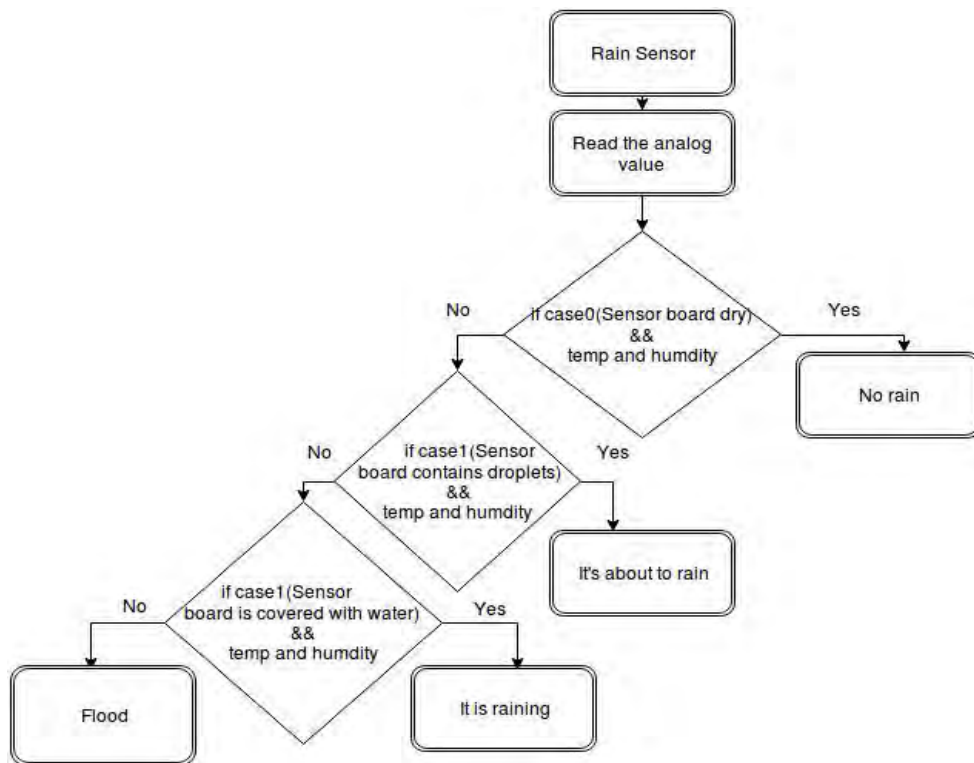 Rain Sensor
Read the analog
value
if case0(Sensor board dry)
&&
temp and humdity
No
Yes
No rain
if case1(Sensor
board contains droplets)
&&
temp and humdity
No
Yes
It's about to rain
if case1(Sensor
board is covered with water)
&&
temp and humdity
No
Yes
Flood
It is raining